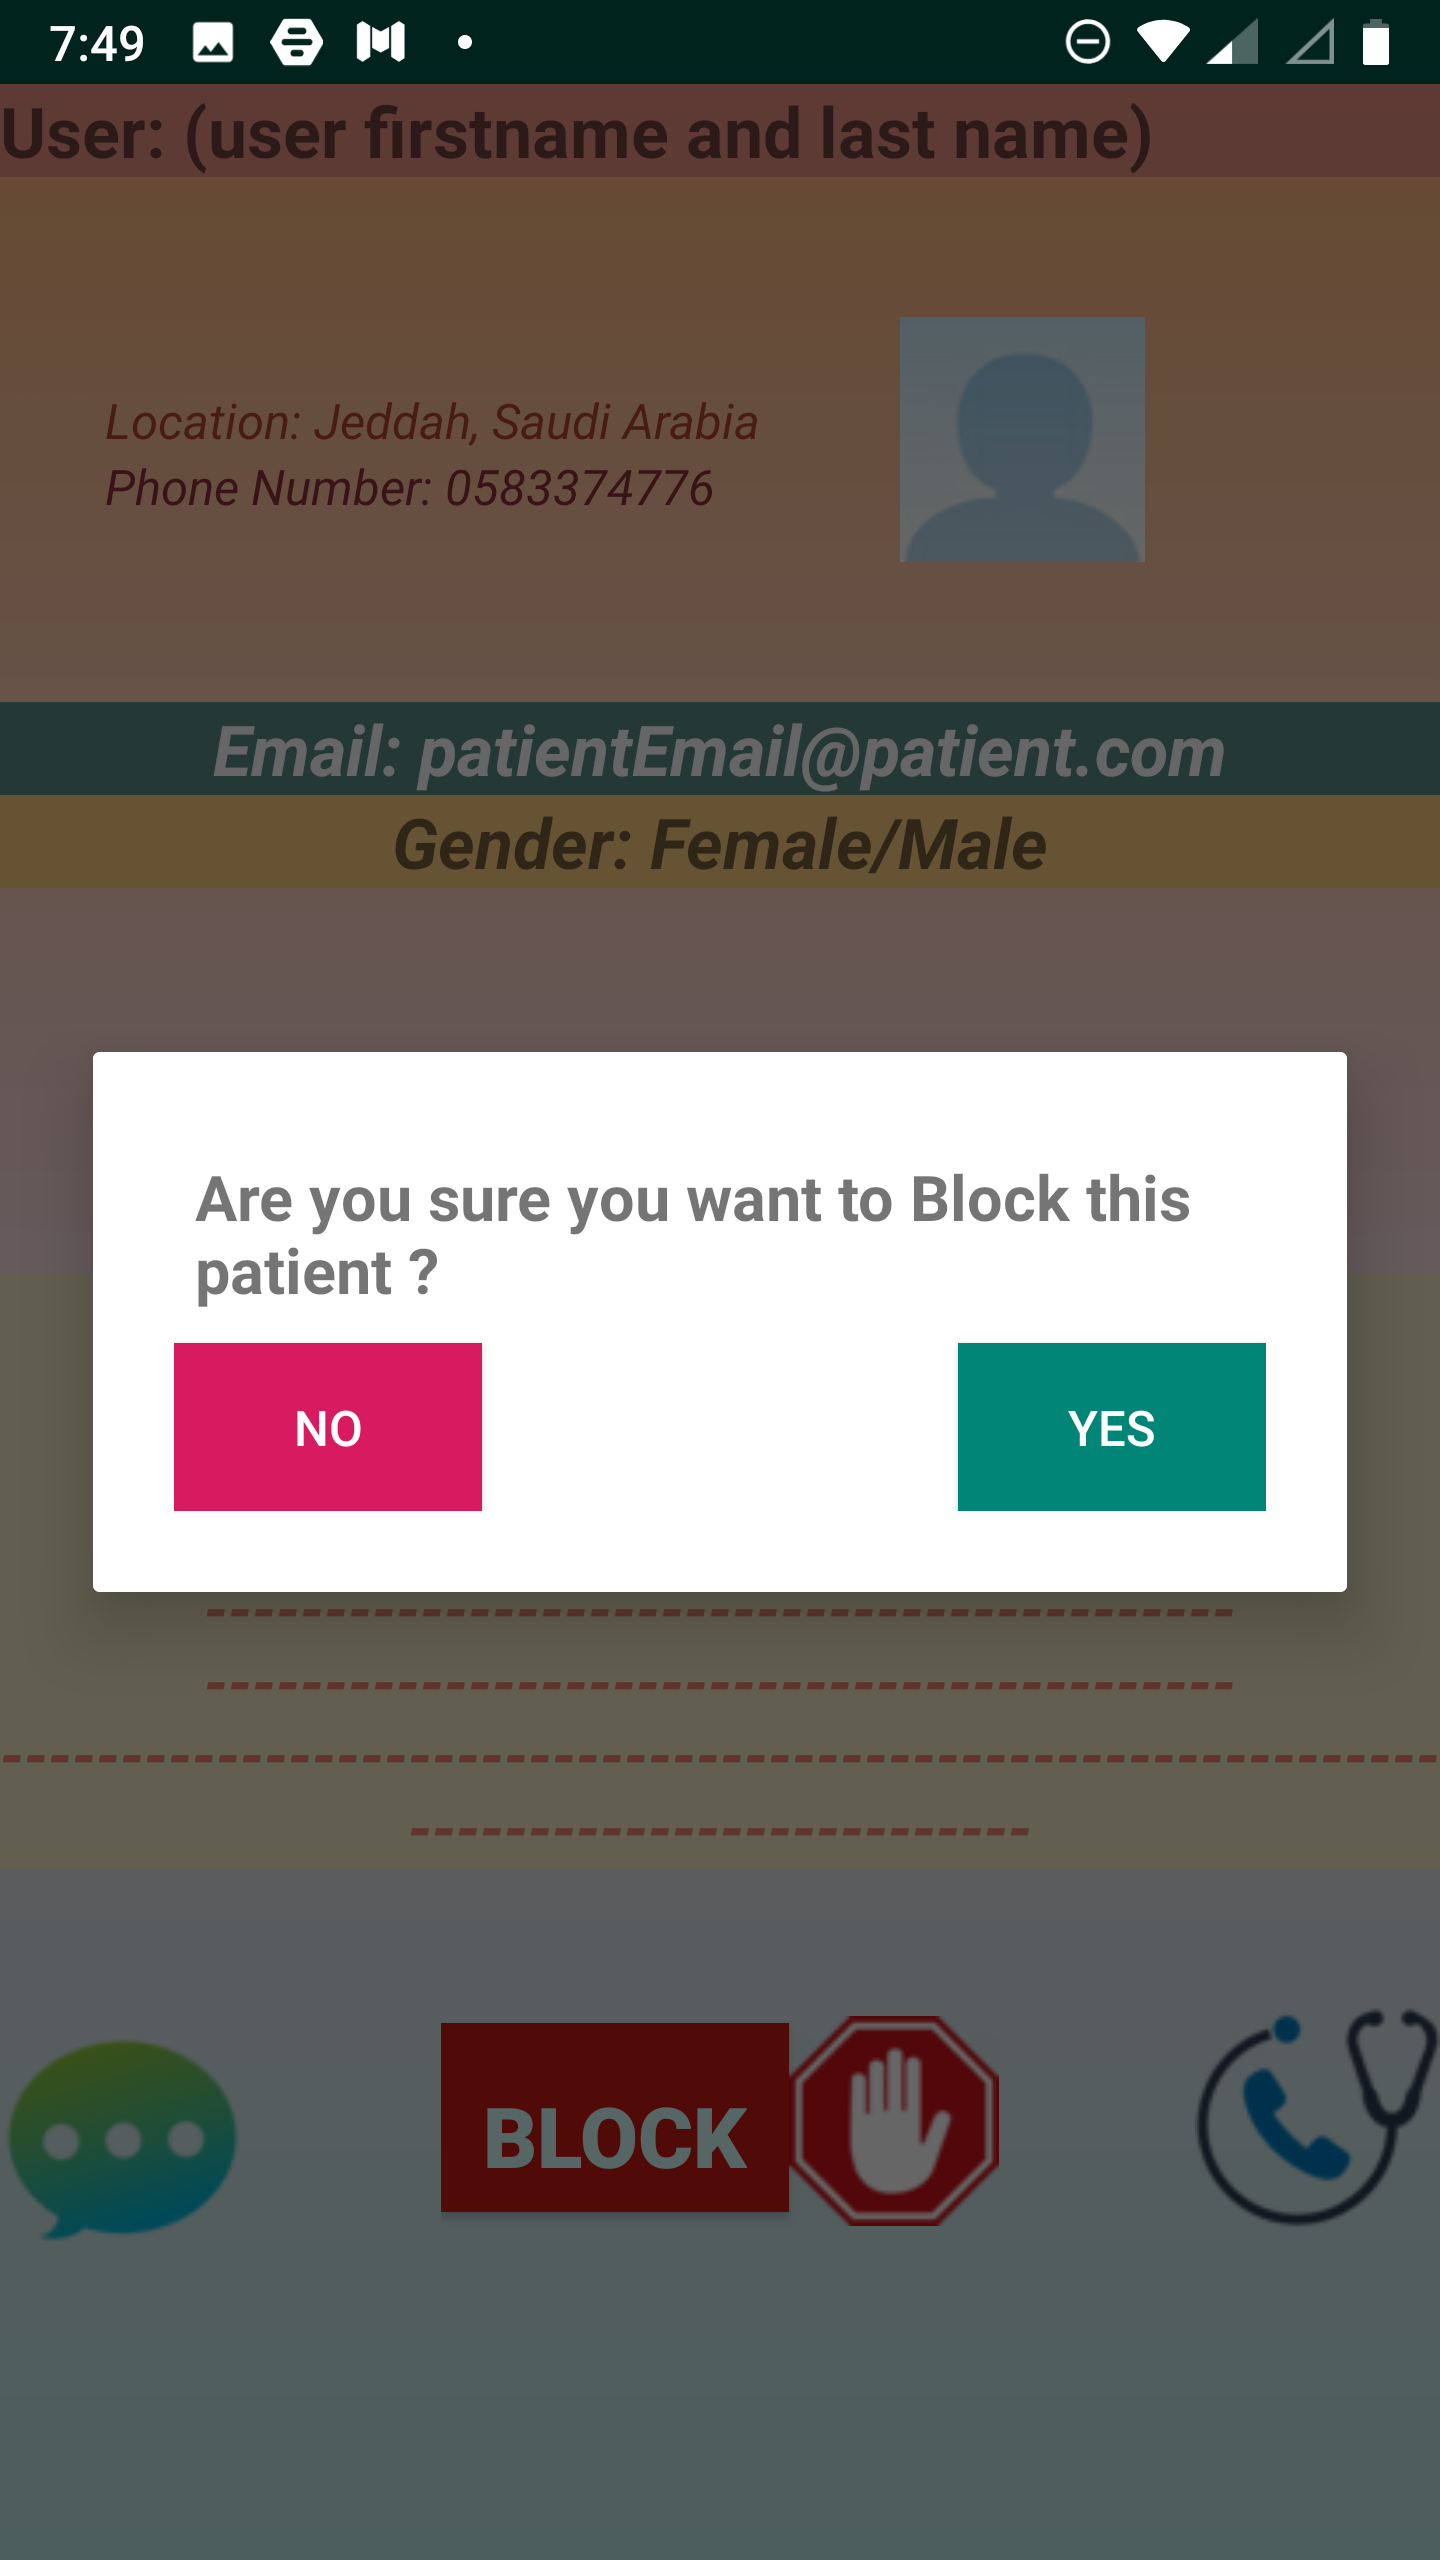 7:49
User: (user firstname and last name)
Location: Jeddah, Saudi Arabia
Phone Number: 0583374776
Email: patientEmail@patient.com
Gender: Female/Male
Are you sure you want to Block this
patient ?
NO
YES
-------------------------------------------
-------------------------------------------
------------------------------------------------------------
--------------------------
BLOCK